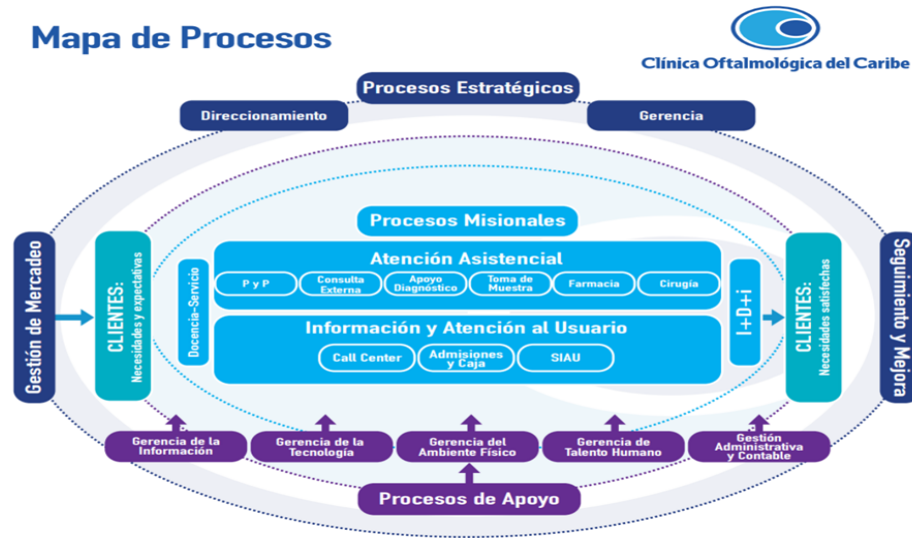 Mapa de Procesos
Clínica Oftalmológica del Caribe
Procesos Estratégicos
Direccionamiento
Gerencia
Gestión de Mercadeo
CLIENTES:
Necesidades y expectativas
Procesos Misionales
Docencia-Servicio
Atención Asistencial
P y P
Consulta
Externa
Apoyo
Diagnóstico
Toma de
Muestra
Farmacia
Cirugía
Información y Atención al Usuario
Call Center
Admisiones
y Caja
SIAU
I+D+i
CLIENTES:
Necesidades satisfechas
Seguimiento y Mejora
Gerencia de la
Información
Gerencia de la
Tecnología
Gerencia del
Ambiente Físico
Gerencia de
Talento Humano
Gestión
Administrativa
y Contable
Procesos de Apoyo